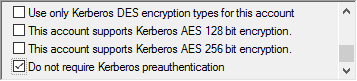 Use only Kerberos DES encryption types for this account
This account supports Kerberos AES 128 bit encryption.
This account supports Kerberos AES 256 bit encryption.
Do not require Kerberos preauthentication